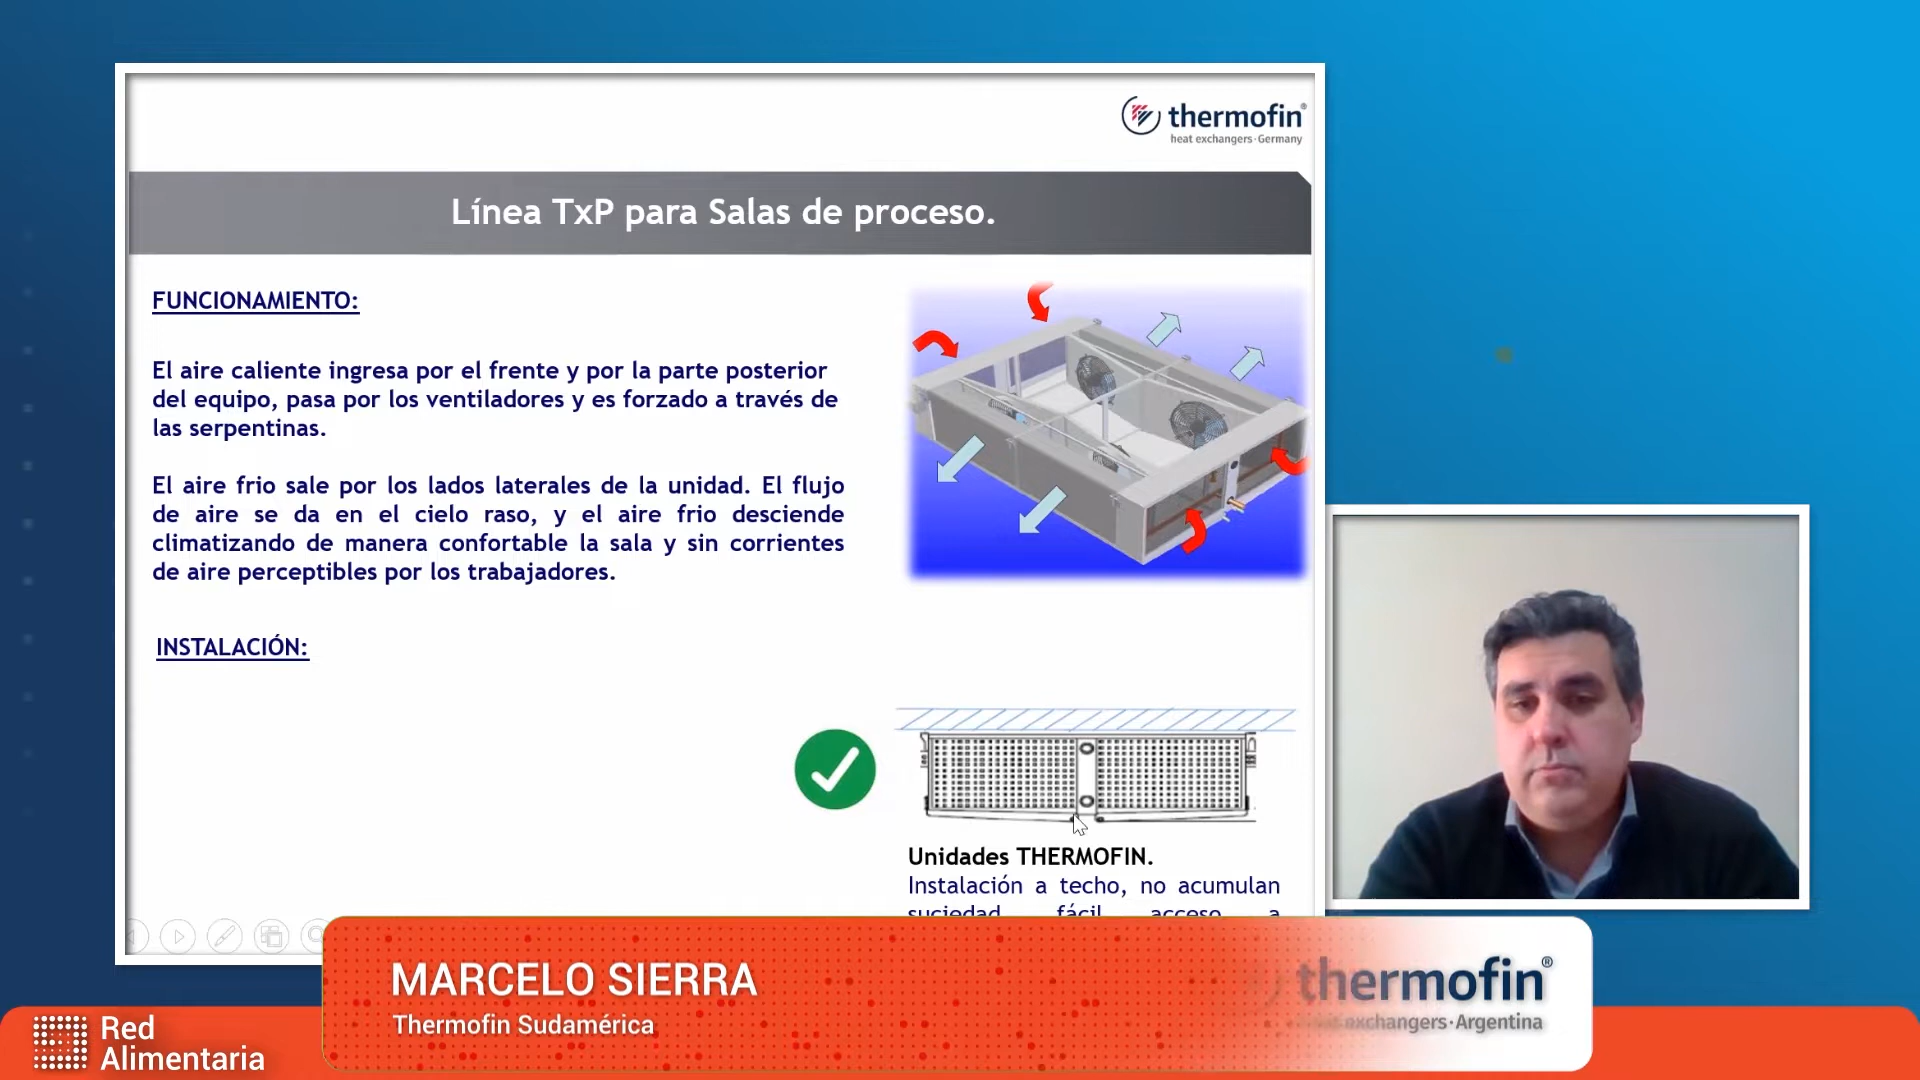 thermofin®
heat exchangers·Germany
Línea TxP para Salas de proceso.
FUNCIONAMIENTO:
El aire caliente ingresa por el frente y por la parte posterior
del equipo, pasa por los ventiladores y es forzado a través de
las serpentinas.
El aire frio sale por los lados laterales de la unidad. El flujo
de aire se da en el cielo raso, y el aire frio desciende
climatizando de manera confortable la sala y sin corrientes
de aire perceptibles por los trabajadores.
INSTALACIÓN:
Unidades THERMOFIN.
Instalación a techo, no acumulan
suciedad, fácil acceso a
MARCELO SIERRA
Thermofin Sudamérica
thermofin®
heat exchangers·Argentina
Red
Alimentaria